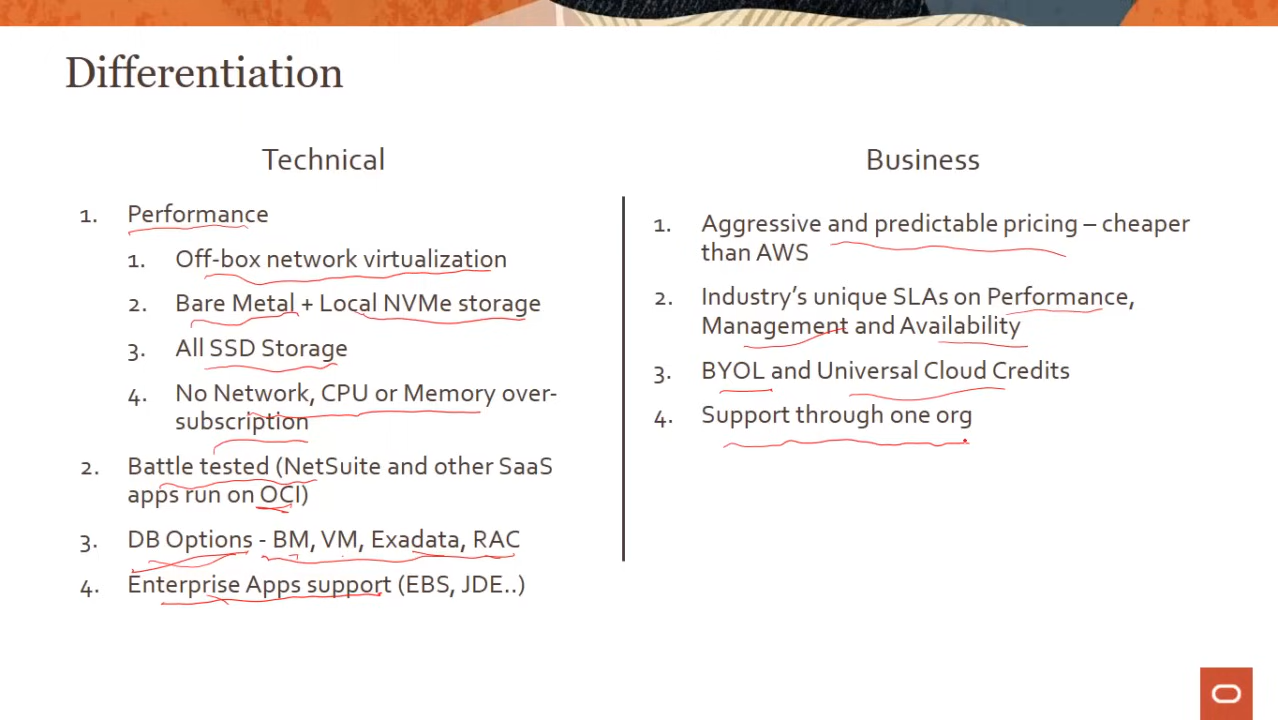 Differentiation
Technical
1. Performance
1. Off-box network virtualization
2. Bare Metal + Local NVMe storage
3. All SSD Storage
4. No Network, CPU or Memory over-
subscription
2. Battle tested (NetSuite and other SaaS
apps run on OCI)
3. DB Options - BM, VM, Exadata, RAC
4. Enterprise Apps support (EBS, JDE..)
Business
1. Aggressive and predictable pricing – cheaper
than AWS
2. Industry’s unique SLAs on Performance,
Management and Availability
3. BYOL and Universal Cloud Credits
4. Support through one org